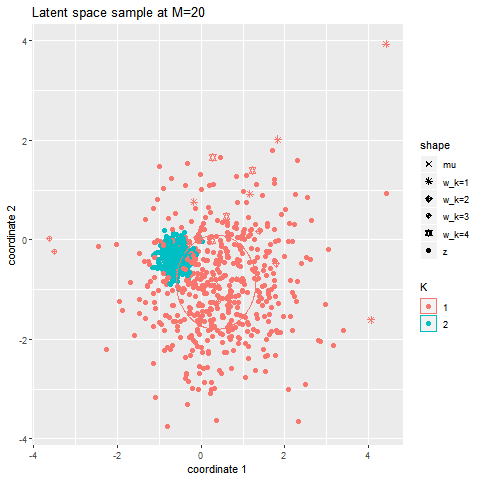 Latent space sample at M=20
4
2
0
-2
-4
-4
-2
0
2
4
coordinate 1
coordinate 2
shape
mu
w_k=1
w_k=2
w_k=3
w_k=4
z
K
1
2